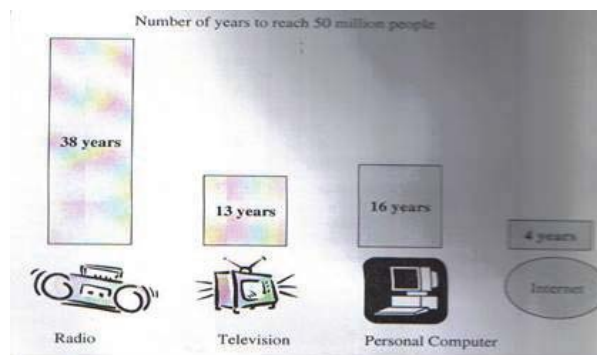 Number of years to reach 50 million people
38 years
13 years
16 years
4 years
Internet
Radio
Television
Personal Computer